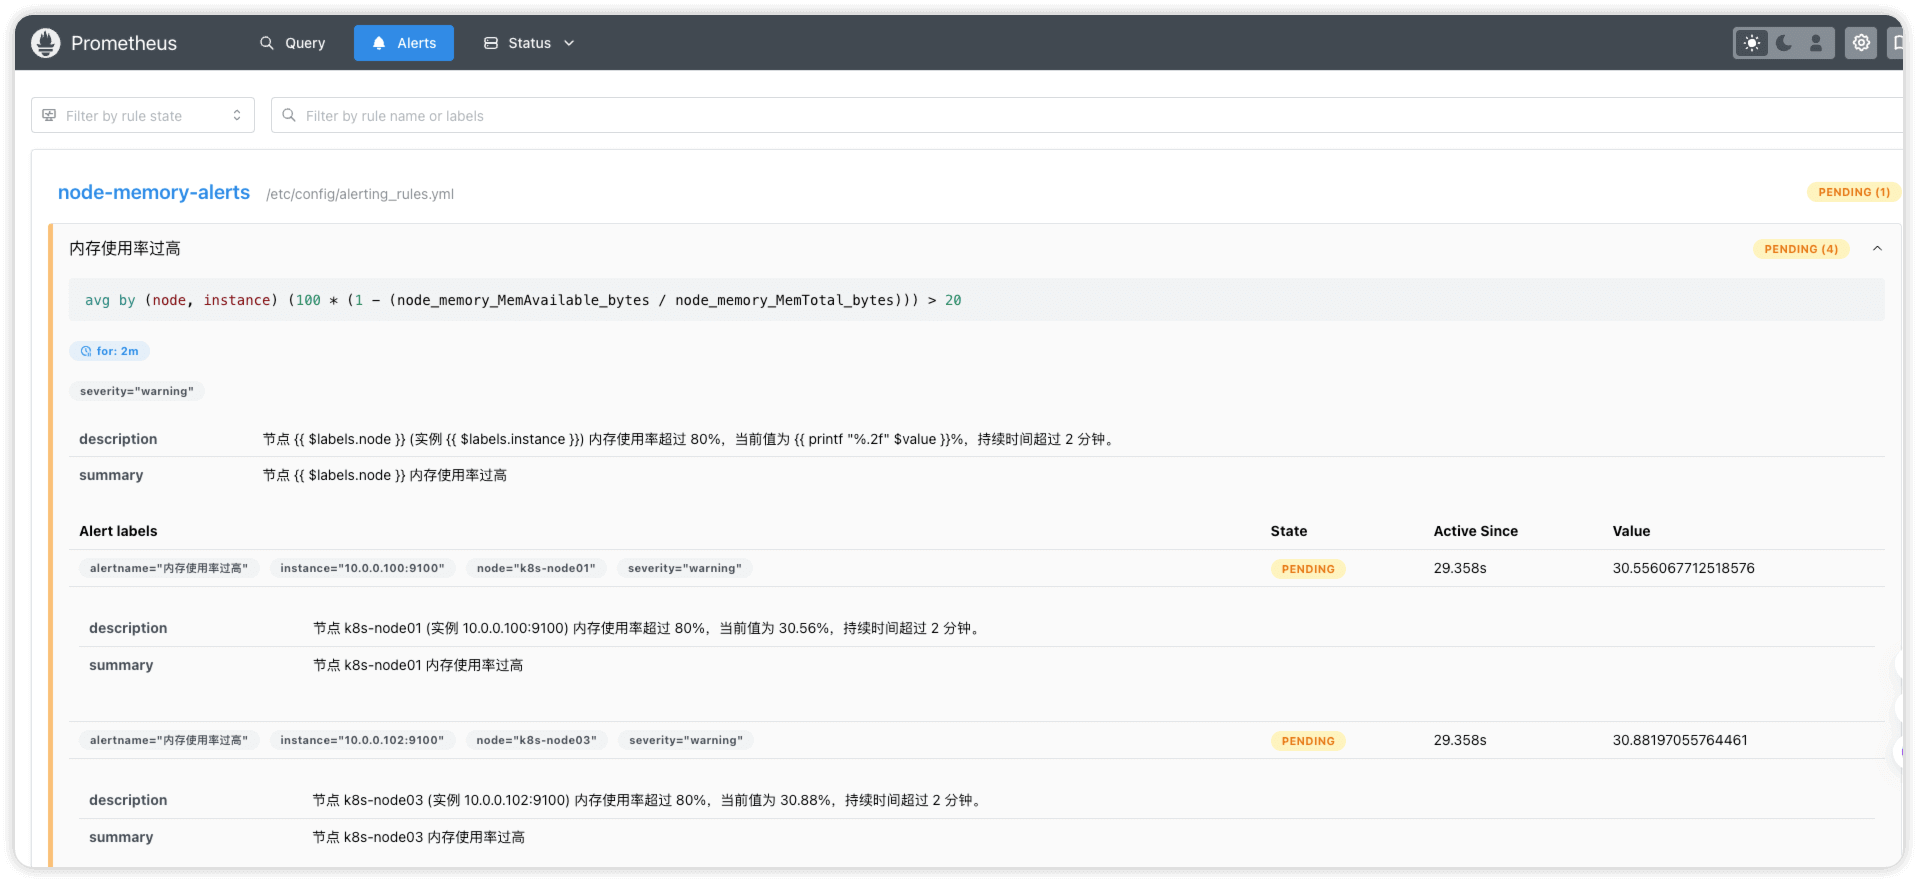 Prometheus
Query
Alerts
Status
Filter by rule state
Filter by rule name or labels
node-memory-alerts /etc/config/alerting_rules.yml
PENDING (1)
内存使用率过高
PENDING (4)
avg by (node, instance) (100 * (1 - (node_memory_MemAvailable_bytes / node_memory_MemTotal_bytes))) > 20
for: 2m
severity="warning"
description 节点 {{ $labels.node }} (实例 {{ $labels.instance }}) 内存使用率超过 80%，当前值为 {{ printf "%.2f" $value }}%，持续时间超过 2 分钟。
summary 节点 {{ $labels.node }} 内存使用率过高
Alert labels State Active Since Value
alertname="内存使用率过高" instance="10.0.0.100:9100" node="k8s-node01" severity="warning" PENDING 29.358s 30.556067712518576
description 节点 k8s-node01 (实例 10.0.0.100:9100) 内存使用率超过 80%，当前值为 30.56%，持续时间超过 2 分钟。
summary 节点 k8s-node01 内存使用率过高
alertname="内存使用率过高" instance="10.0.0.102:9100" node="k8s-node03" severity="warning" PENDING 29.358s 30.88197055764461
description 节点 k8s-node03 (实例 10.0.0.102:9100) 内存使用率超过 80%，当前值为 30.88%，持续时间超过 2 分钟。
summary 节点 k8s-node03 内存使用率过高